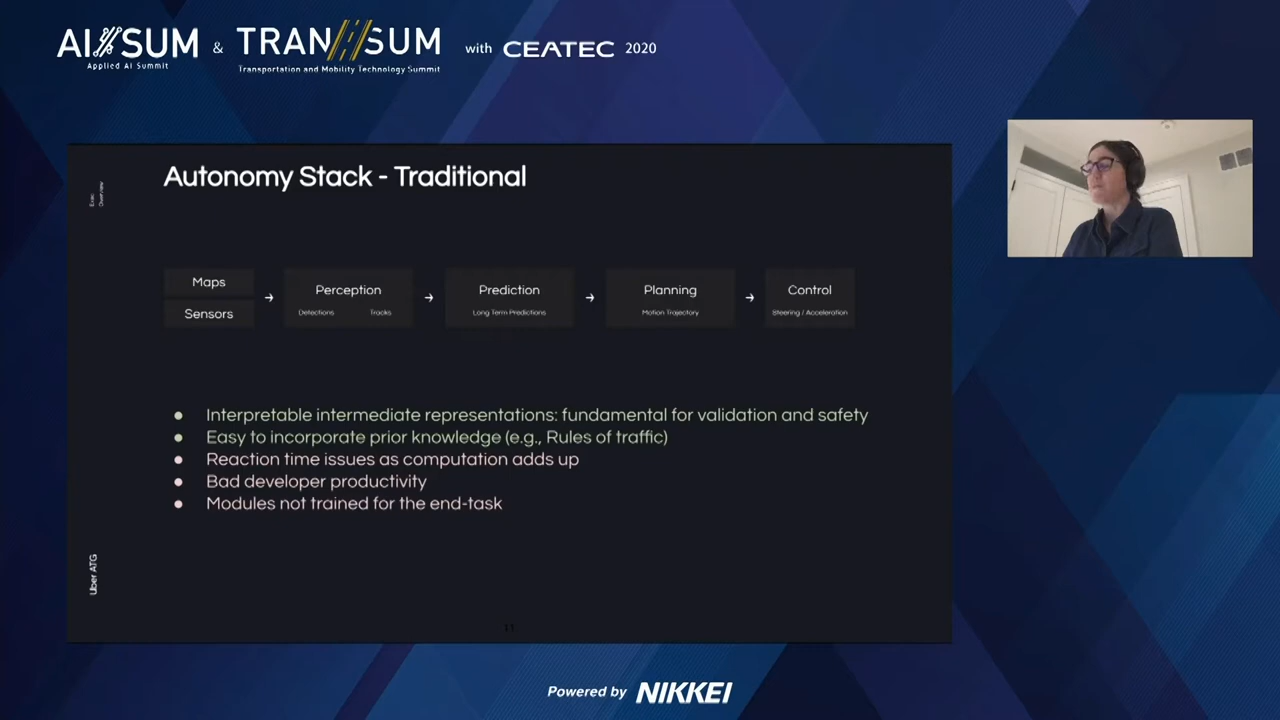 AI/SUM & TRAN/SUM with CEATEC 2020
Applied AI Summit
Transportation and Mobility Technology Summit
Autonomy Stack - Traditional
Exec
Overview
Maps
Sensors
→
Perception
Detections Tracks
→
Prediction
Long Term Predictions
→
Planning
Motion Trajectory
→
Control
Steering / Acceleration
● Interpretable intermediate representations: fundamental for validation and safety
● Easy to incorporate prior knowledge (e.g., Rules of traffic)
● Reaction time issues as computation adds up
● Bad developer productivity
● Modules not trained for the end-task
Uber ATG
11
Powered by NIKKEI